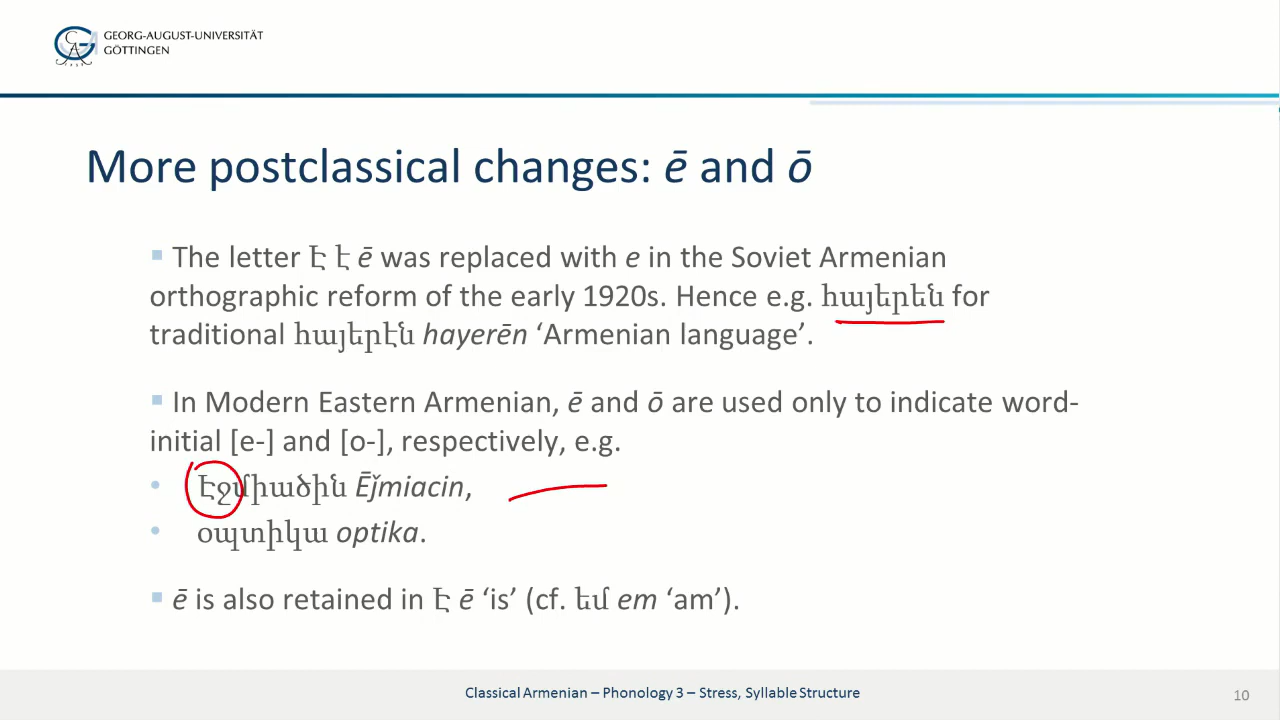 GEORG-AUGUST-UNIVERSITÄT
GÖTTINGEN
More postclassical changes: ē and ō
▪ The letter Է է ē was replaced with e in the Soviet Armenian
orthographic reform of the early 1920s. Hence e.g. հայերեն for
traditional հայերէն hayerēn ‘Armenian language’.
▪ In Modern Eastern Armenian, ē and ō are used only to indicate word-
initial [e-] and [o-], respectively, e.g.
• Էջմիածին Ēǰmiacin,
• օպտիկա optika.
▪ ē is also retained in Է ē ‘is’ (cf. եմ em ‘am’).
Classical Armenian – Phonology 3 – Stress, Syllable Structure
10